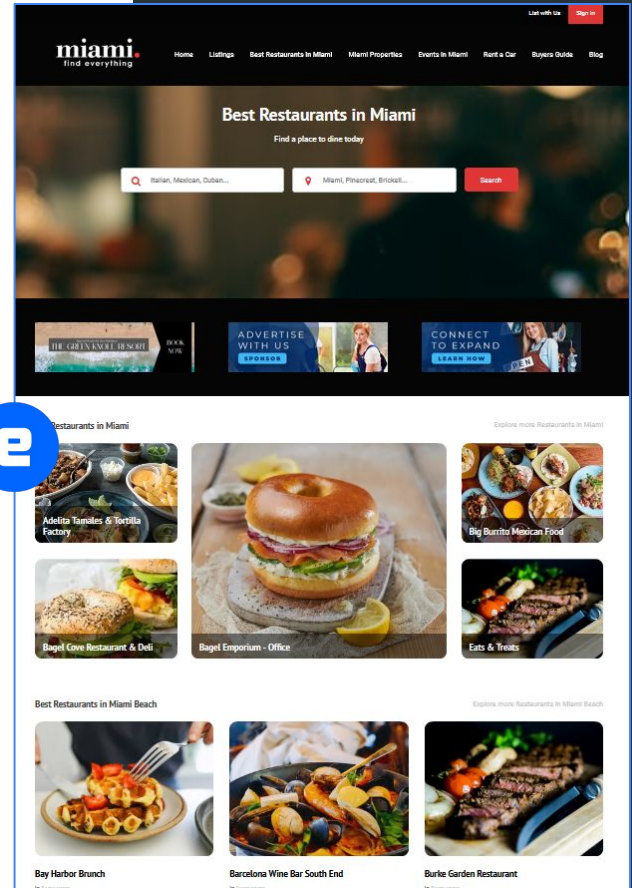 List with Us
Sign in
miami.
find everything
Home
Listings
Best Restaurants in Miami
Miami Properties
Events in Miami
Rent a Car
Buyers Guide
Blog
Best Restaurants in Miami
Find a place to dine today
Italian, Mexican, Cuban...
Miami, Pinecrest, Brickell...
Search
THE GREEN KNOLL RESORT
BOOK
NOW
ADVERTISE
WITH US
SPONSOR
CONNECT
TO EXPAND
LEARN HOW
OPEN
e
Restaurants in Miami
Explore more Restaurants in Miami
Adelita Tamales & Tortilla
Factory
Bagel Cove Restaurant & Deli
Bagel Emporium - Office
Big Burrito Mexican Food
Eats & Treats
Best Restaurants in Miami Beach
Explore more Restaurants in Miami Beach
Bay Harbor Brunch
Barcelona Wine Bar South End
Burke Garden Restaurant